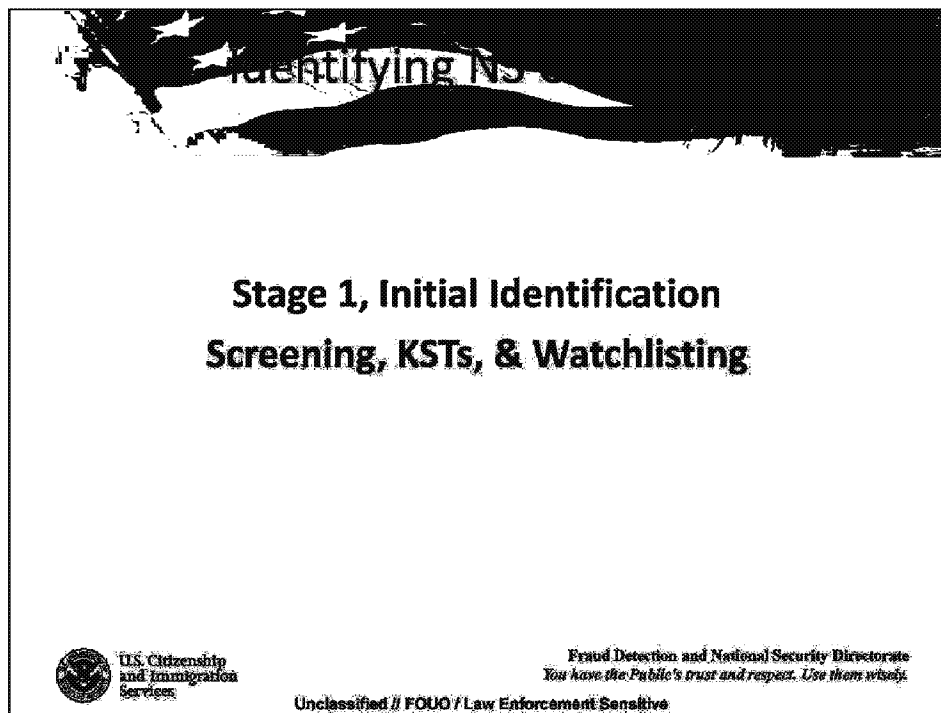 Identifying NS
Stage 1, Initial Identification
Screening, KSTs, & Watchlisting
U.S. Citizenship
and Immigration
Services
Fraud Detection and National Security Directorate
You have the Public's trust and respect. Use them wisely.
Unclassified // FOUO / Law Enforcement Sensitive